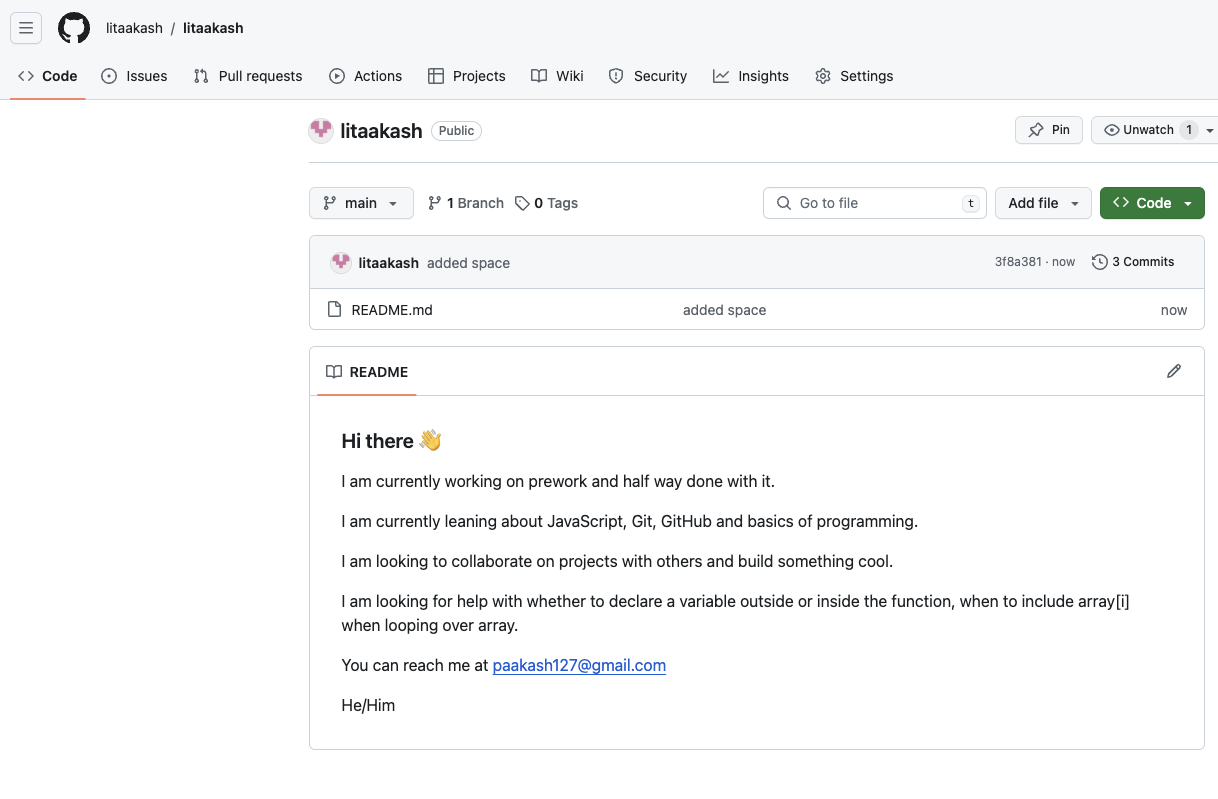 litaakash / litaakash
Code Issues Pull requests Actions Projects Wiki Security Insights Settings
litaakash Public Pin Unwatch 1
main 1 Branch 0 Tags Go to file t Add file Code
litaakash added space 3f8a381 · now 3 Commits
README.md added space now
README
Hi there 👋
I am currently working on prework and half way done with it.
I am currently leaning about JavaScript, Git, GitHub and basics of programming.
I am looking to collaborate on projects with others and build something cool.
I am looking for help with whether to declare a variable outside or inside the function, when to include array[i]
when looping over array.
You can reach me at paakash127@gmail.com
He/Him